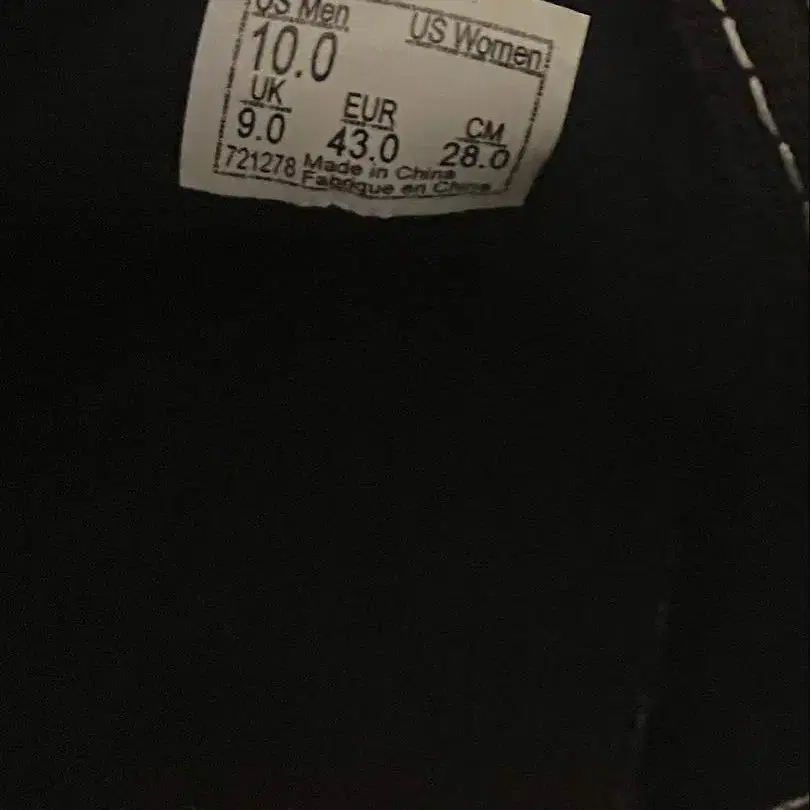 US Men US Women
10.0
UK EUR CM
9.0 43.0 28.0
721278 Made in China
Fabrique en Chine